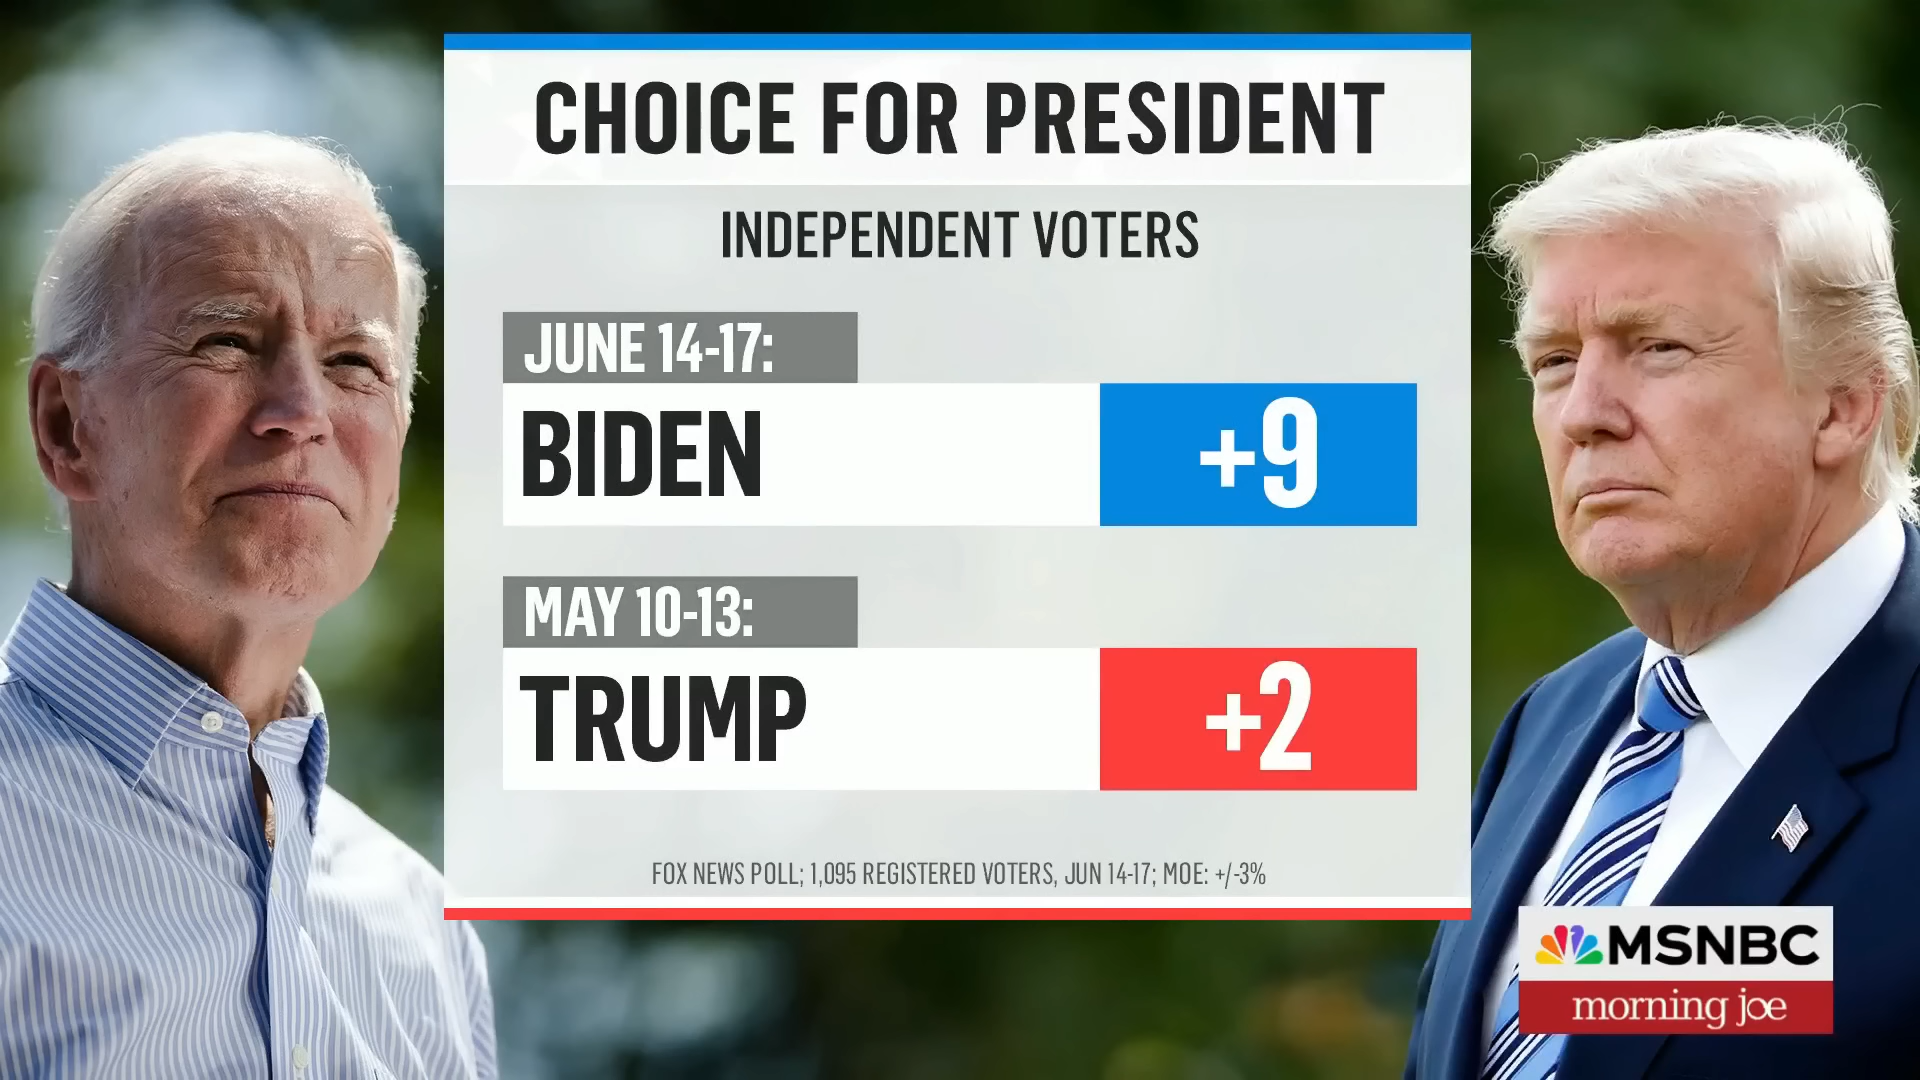 CHOICE FOR PRESIDENT
INDEPENDENT VOTERS
JUNE 14-17:
BIDEN +9
MAY 10-13:
TRUMP +2
FOX NEWS POLL; 1,095 REGISTERED VOTERS, JUN 14-17; MOE: +/-3%
MSNBC
morning joe